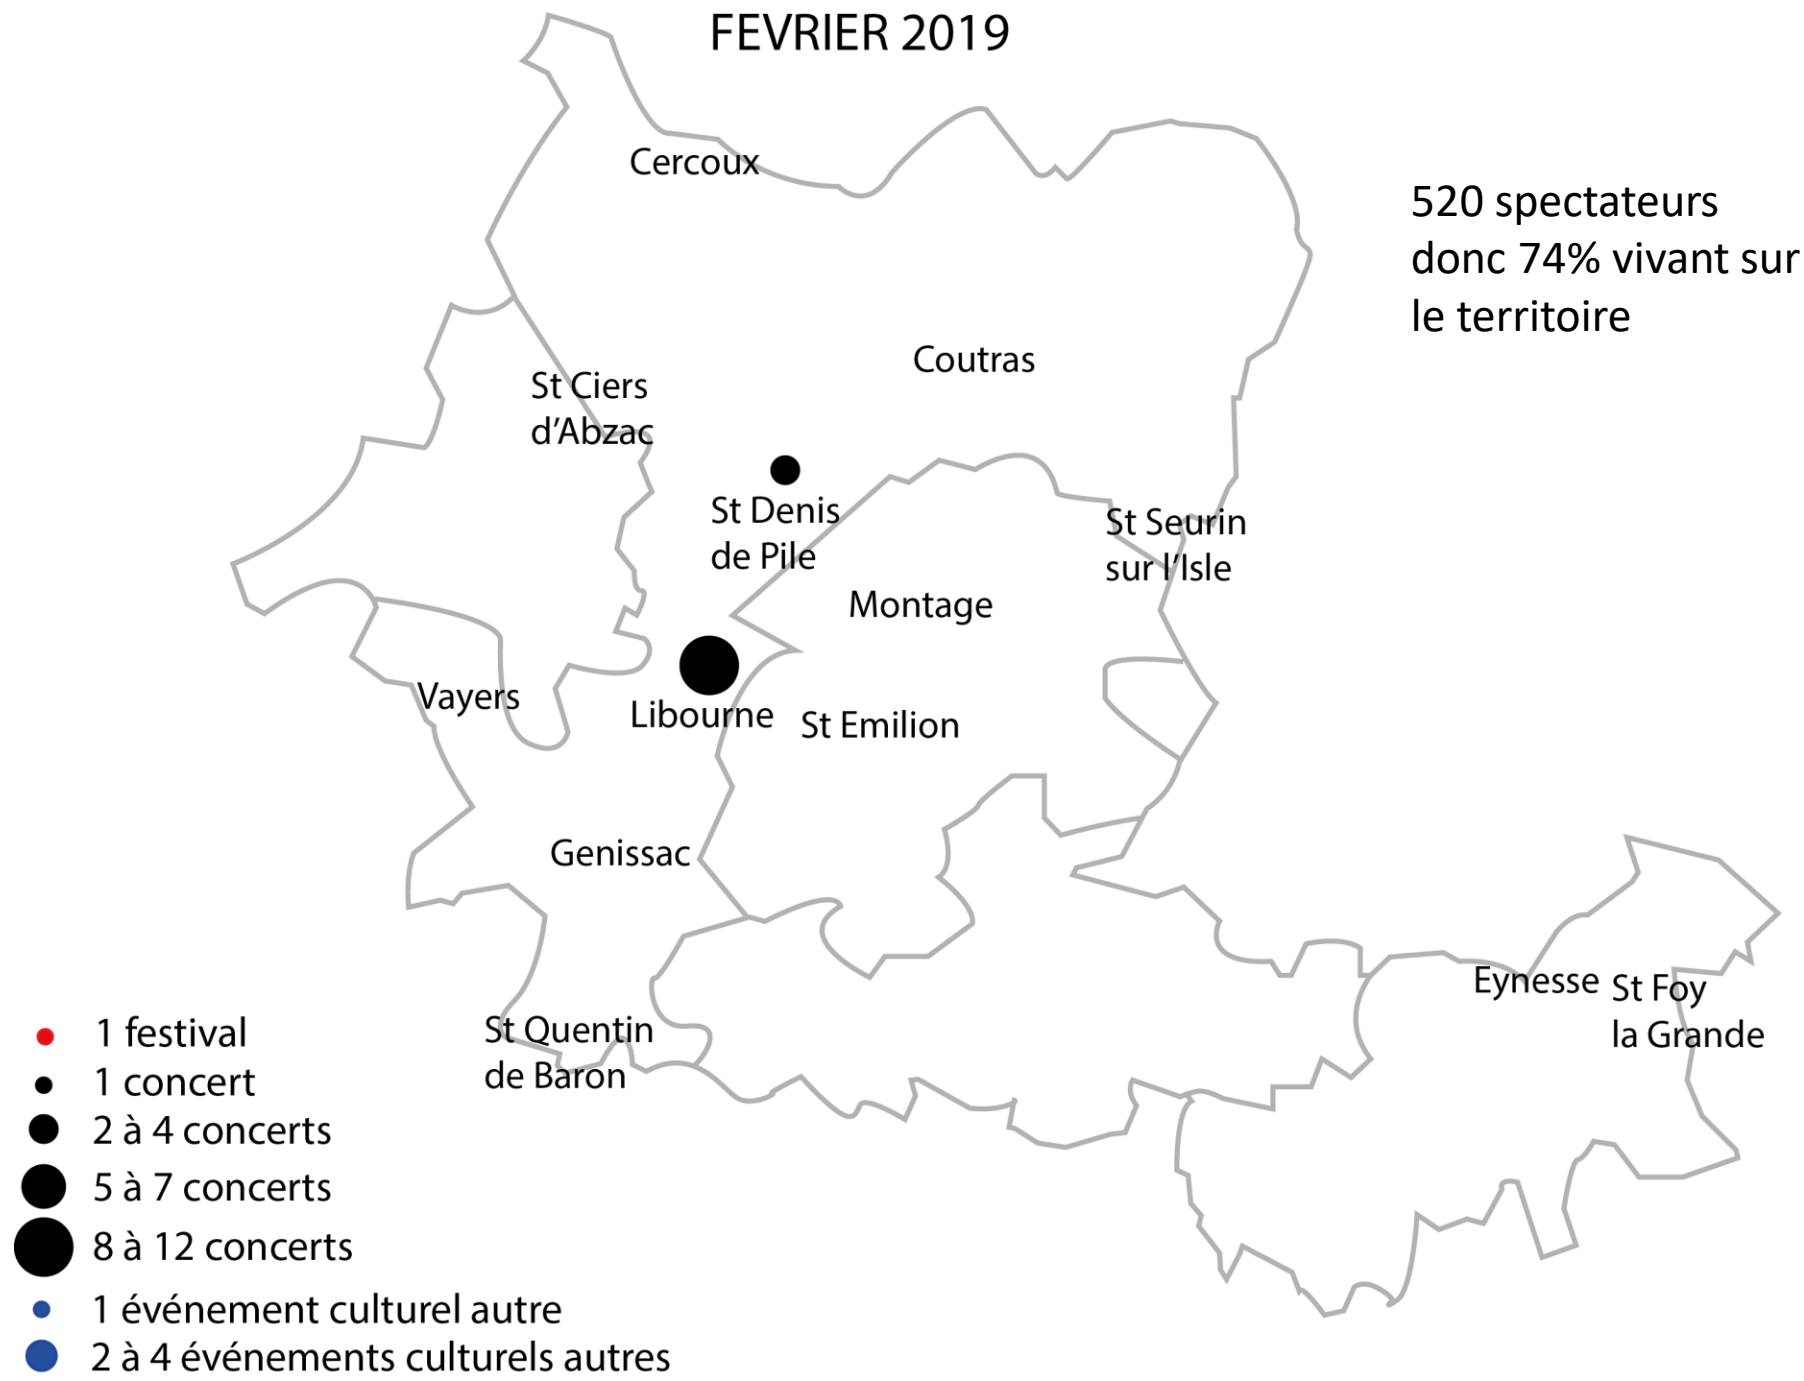 FEVRIER 2019
Cercoux
520 spectateurs
donc 74% vivant sur
le territoire
Coutras
St Ciers
d'Abzac
St Denis
de Pile
St Seurin
sur l'Isle
Montage
Vayers
Libourne
St Emilion
Genissac
Eynesse
St Foy
la Grande
St Quentin
de Baron
1 festival
1 concert
2 à 4 concerts
5 à 7 concerts
8 à 12 concerts
1 événement culturel autre
2 à 4 événements culturels autres